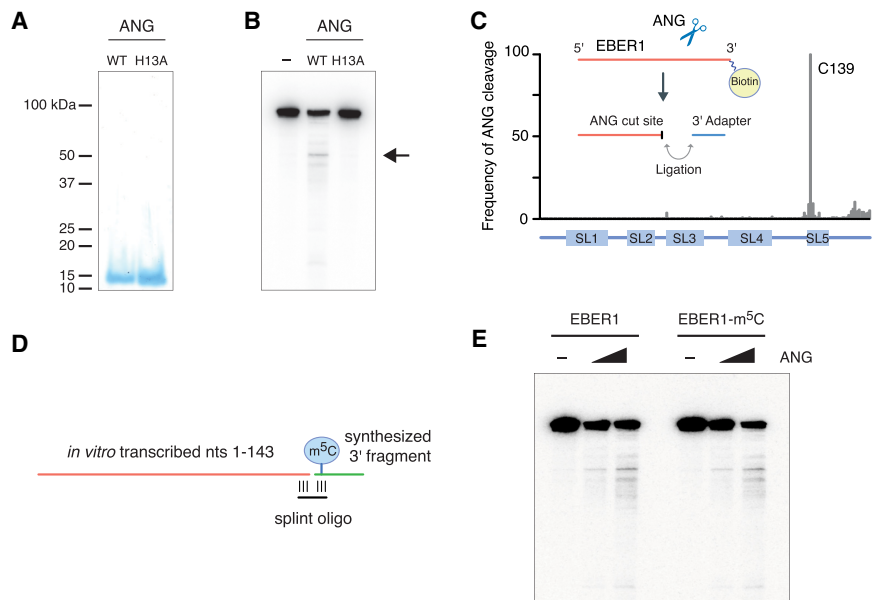 A
ANG
WT H13A
100 kDa
50
37
25
20
15
10
B
ANG
– WT H13A
C
Frequency of ANG cleavage
100
50
0
ANG
5' EBER1 3'
Biotin
ANG cut site 3' Adapter
Ligation
C139
SL1 SL2 SL3 SL4 SL5
D
in vitro transcribed nts 1-143
m⁵C
synthesized
3' fragment
splint oligo
E
EBER1 EBER1-m⁵C
– – ANG